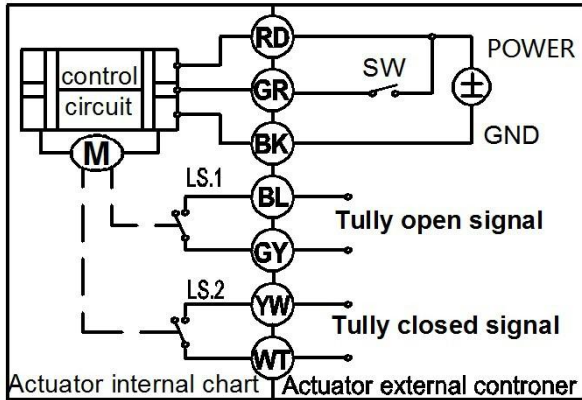 RD
POWER
control
SW
GR
circuit
±
GND
BK
M
LS.1
BL
Tully open signal
GY
LS.2
YW
Tully closed signal
WT
Actuator internal chart
Actuator external controner